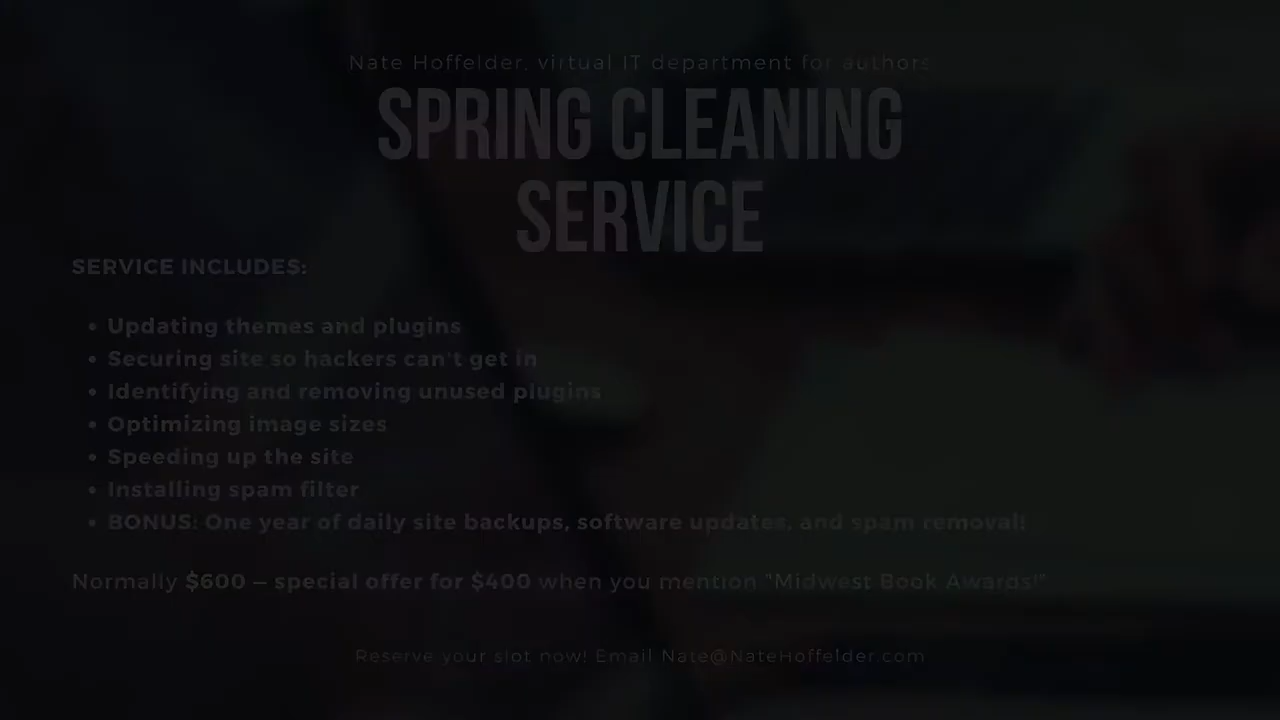 Nate Hoffelder, virtual IT department for authors
SPRING CLEANING
SERVICE
SERVICE INCLUDES:
• Updating themes and plugins
• Securing site so hackers can't get in
• Identifying and removing unused plugins
• Optimizing image sizes
• Speeding up the site
• Installing spam filter
• BONUS: One year of daily site backups, software updates, and spam removal!
Normally $600 – special offer for $400 when you mention "Midwest Book Awards!"
Reserve your slot now! Email Nate@NateHoffelder.com